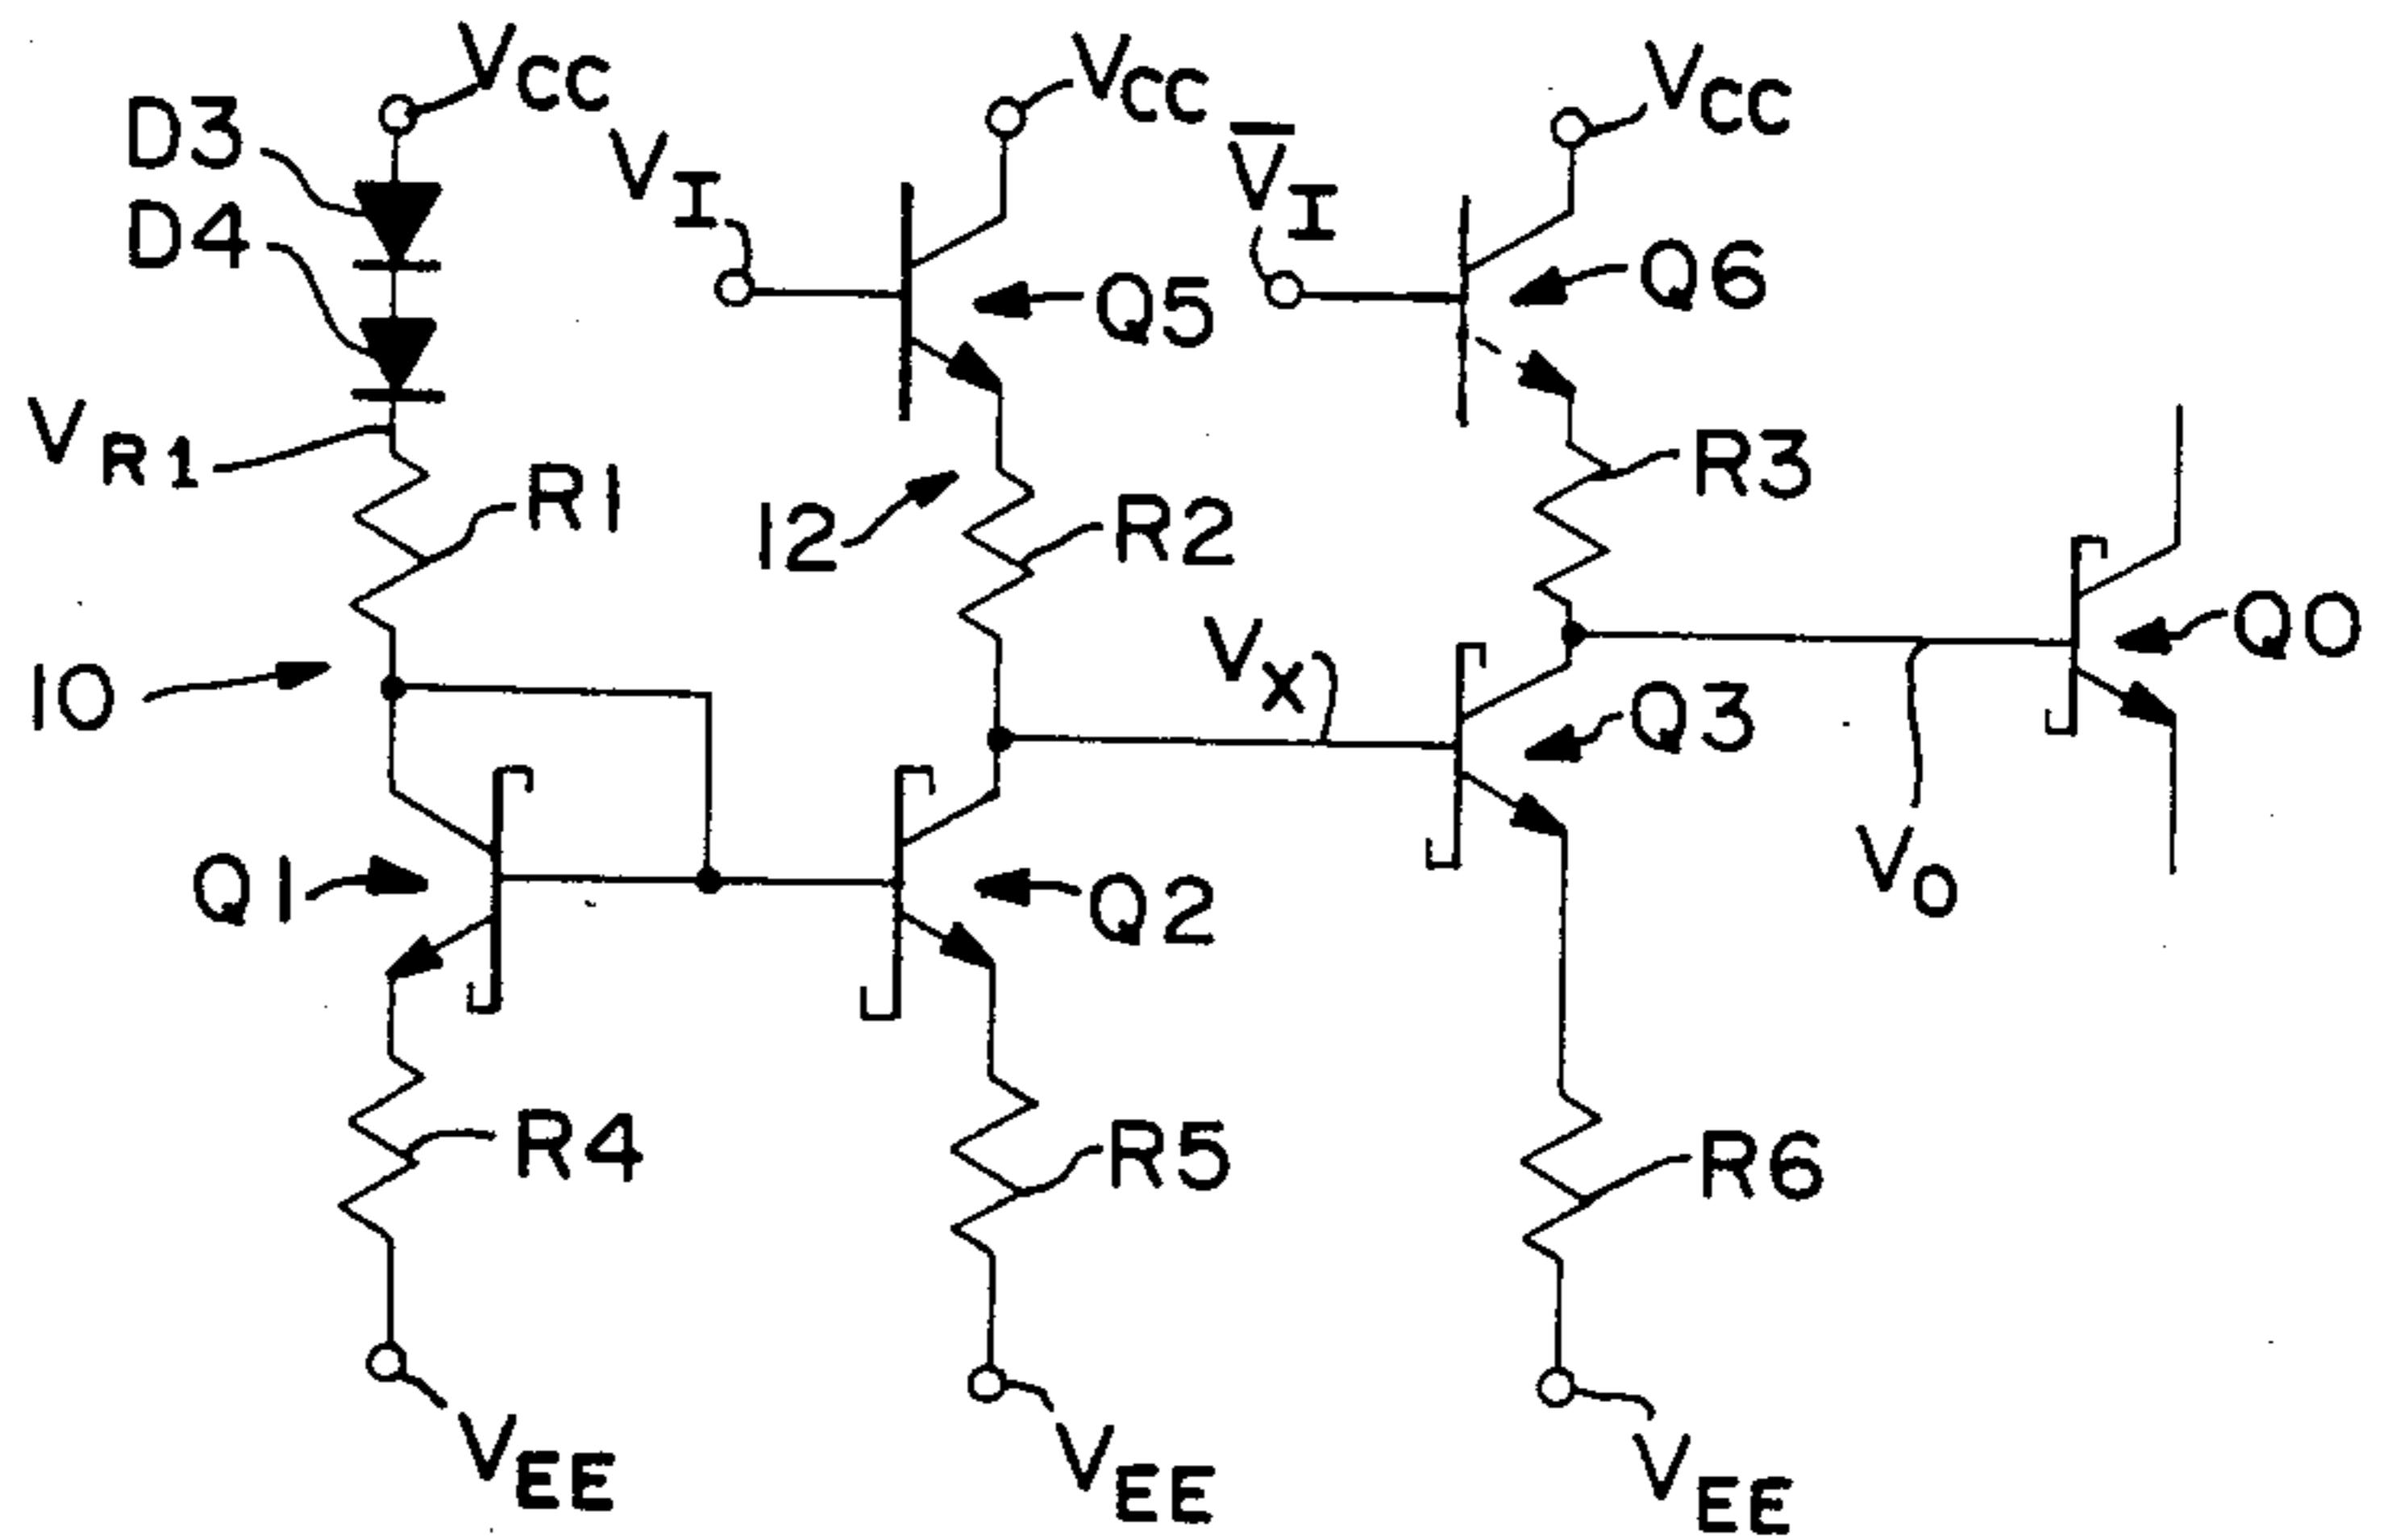 VCC
D3
D4
VR1
R1
10
Q1
R4
VEE
VI
VCC
Q5
12
R2
VX
Q2
R5
VEE
V̅I
VCC
Q6
R3
Q3
R6
VEE
Q0
VO